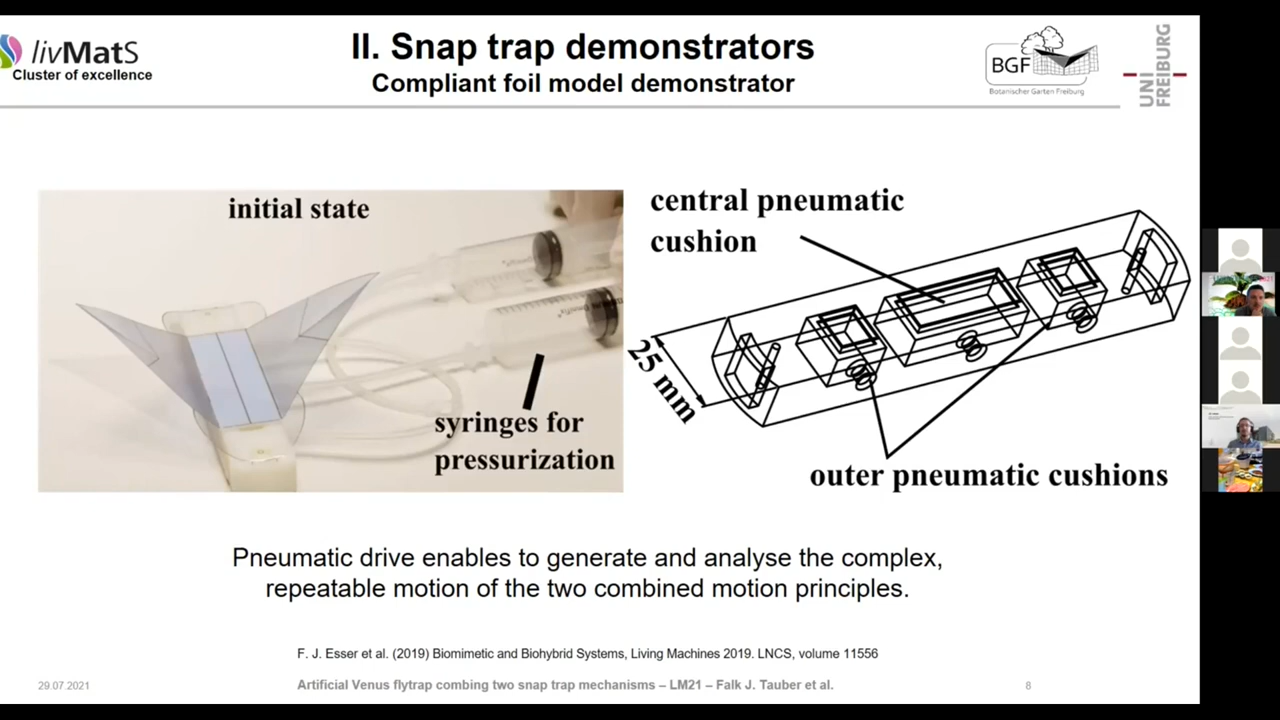 livMatS
Cluster of excellence
II. Snap trap demonstrators
Compliant foil model demonstrator
BGF
Botanischer Garten Freiburg
UNI
FREIBURG
initial state
syringes for
pressurization
central pneumatic
cushion
25 mm
outer pneumatic cushions
Pneumatic drive enables to generate and analyse the complex,
repeatable motion of the two combined motion principles.
F. J. Esser et al. (2019) Biomimetic and Biohybrid Systems, Living Machines 2019. LNCS, volume 11556
29.07.2021
Artificial Venus flytrap combing two snap trap mechanisms – LM21 – Falk J. Tauber et al.
8